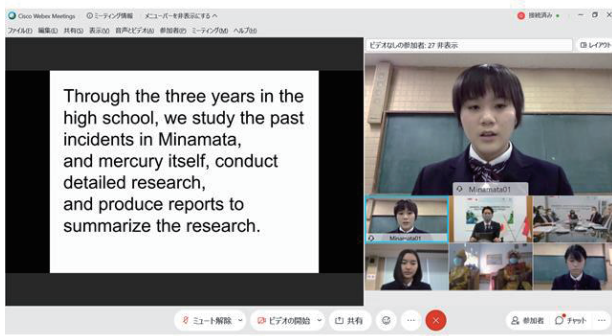 Cisco Webex Meetings ミーティング情報 メニューバーを非表示にする
接続済み
ファイル(F) 編集(E) 共有(S) 表示(V) 音声とビデオ(A) 参加者(P) ミーティング(M) ヘルプ(H)
ビデオなしの参加者: 27 非表示
レイアウト
Through the three years in the
high school, we study the past
incidents in Minamata,
and mercury itself, conduct
detailed research,
and produce reports to
summarize the research.
Minamata01
Minamata01
ミュート解除 ビデオの開始 共有 参加者 チャット